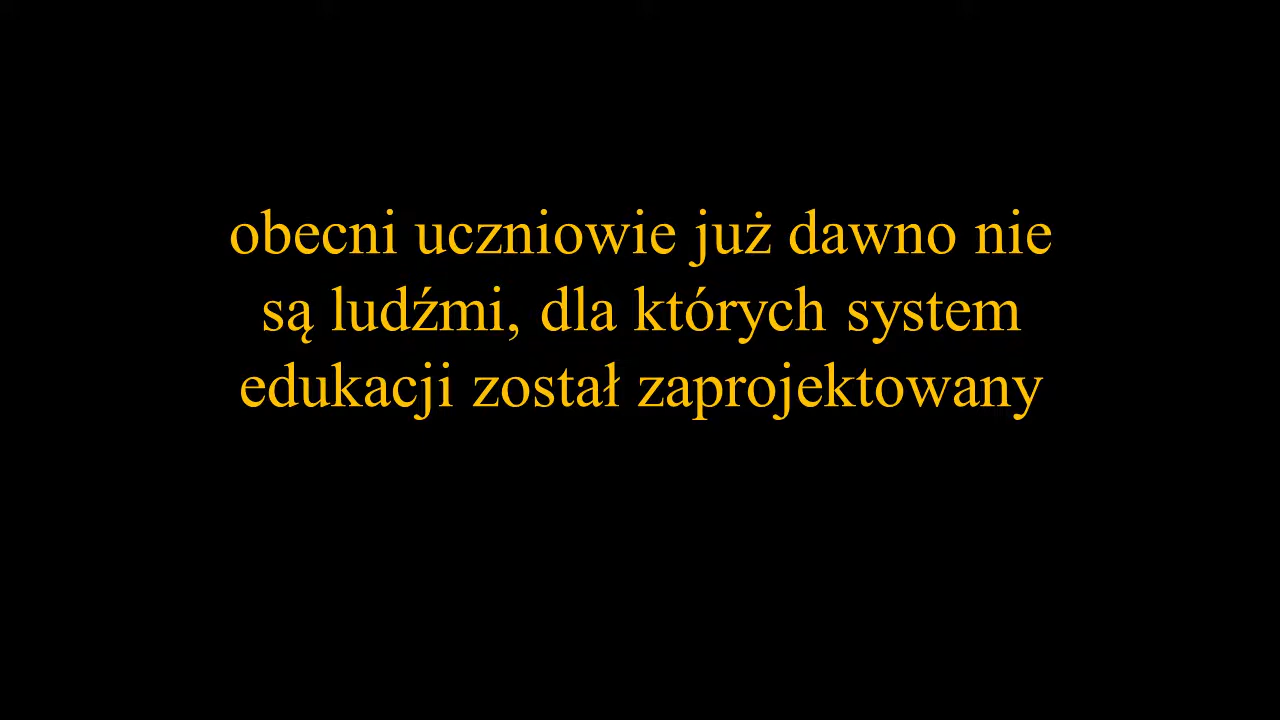 obecni uczniowie już dawno nie
są ludźmi, dla których system
edukacji został zaprojektowany